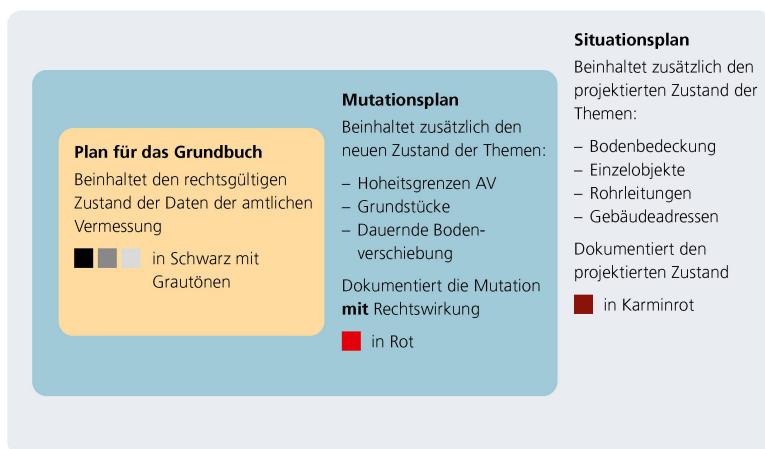 Plan für das Grundbuch
Beinhaltet den rechtsgültigen
Zustand der Daten der amtlichen
Vermessung
in Schwarz mit
Grautönen
Mutationsplan
Beinhaltet zusätzlich den
neuen Zustand der Themen:
– Hoheitsgrenzen AV
– Grundstücke
– Dauernde Boden-
verschiebung
Dokumentiert die Mutation
mit Rechtswirkung
in Rot
Situationsplan
Beinhaltet zusätzlich den
projektierten Zustand der
Themen:
– Bodenbedeckung
– Einzelobjekte
– Rohrleitungen
– Gebäudeadressen
Dokumentiert den
projektierten Zustand
in Karminrot